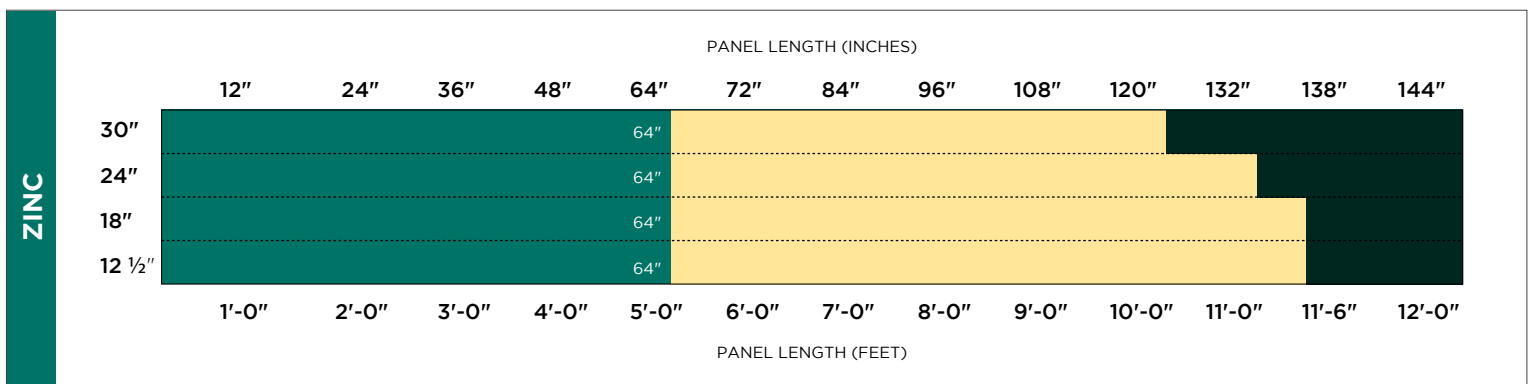 ZINC
PANEL LENGTH (INCHES)
12" 24" 36" 48" 64" 72" 84" 96" 108" 120" 132" 138" 144"
30" 64"
24" 64"
18" 64"
12 ½" 64"
1'-0" 2'-0" 3'-0" 4'-0" 5'-0" 6'-0" 7'-0" 8'-0" 9'-0" 10'-0" 11'-0" 11'-6" 12'-0"
PANEL LENGTH (FEET)